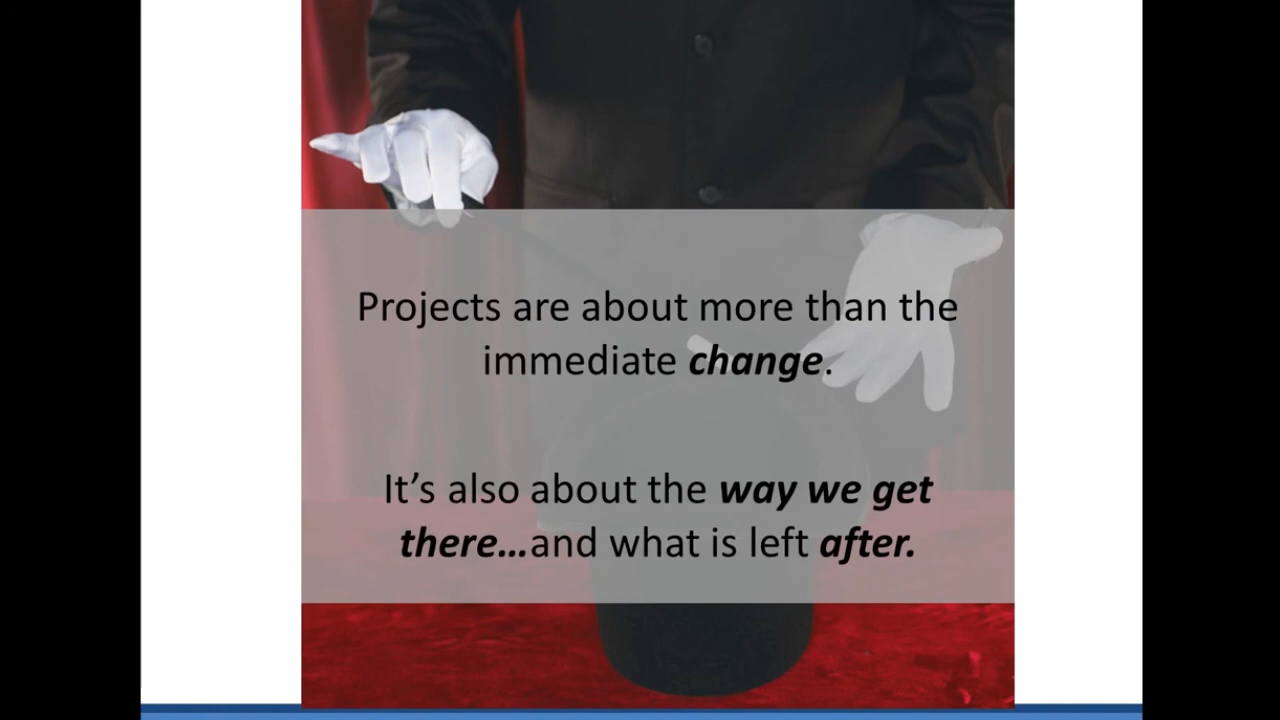 Projects are about more than the
immediate change.
It’s also about the way we get
there…and what is left after.